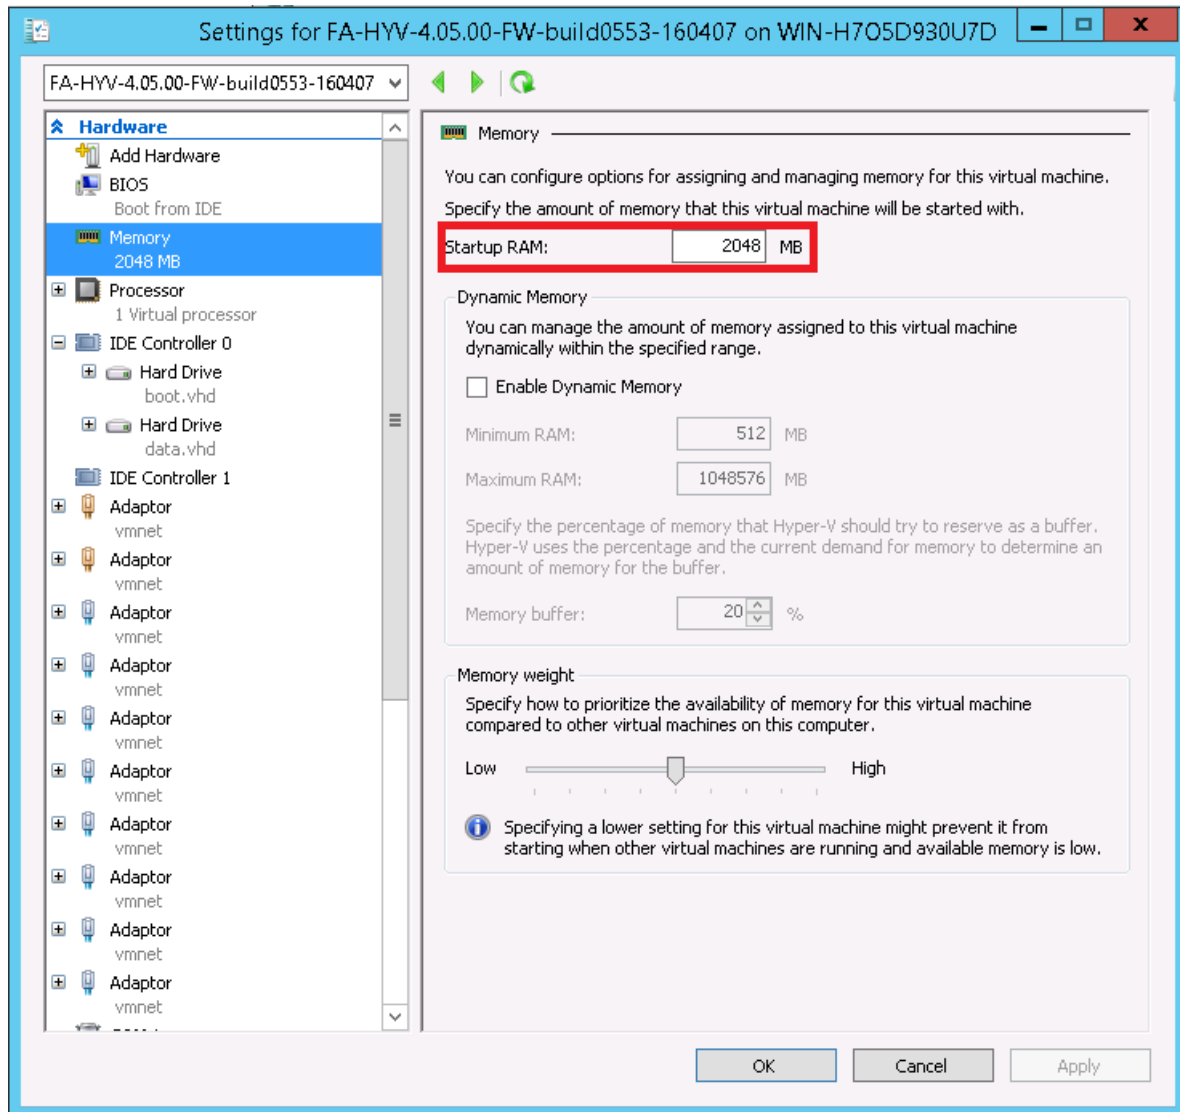 Settings for FA-HYV-4.05.00-FW-build0553-160407 on WIN-H7O5D930U7D
FA-HYV-4.05.00-FW-build0553-160407
Hardware
Add Hardware
BIOS
Boot from IDE
Memory
2048 MB
Processor
1 Virtual processor
IDE Controller 0
Hard Drive
boot.vhd
Hard Drive
data.vhd
IDE Controller 1
Adaptor
vmnet
Adaptor
vmnet
Adaptor
vmnet
Adaptor
vmnet
Adaptor
vmnet
Adaptor
vmnet
Adaptor
vmnet
Adaptor
vmnet
Adaptor
vmnet
Adaptor
vmnet
Memory
You can configure options for assigning and managing memory for this virtual machine.
Specify the amount of memory that this virtual machine will be started with.
Startup RAM: 2048 MB
Dynamic Memory
You can manage the amount of memory assigned to this virtual machine
dynamically within the specified range.
Enable Dynamic Memory
Minimum RAM: 512 MB
Maximum RAM: 1048576 MB
Specify the percentage of memory that Hyper-V should try to reserve as a buffer.
Hyper-V uses the percentage and the current demand for memory to determine an
amount of memory for the buffer.
Memory buffer: 20 %
Memory weight
Specify how to prioritize the availability of memory for this virtual machine
compared to other virtual machines on this computer.
Low High
Specifying a lower setting for this virtual machine might prevent it from
starting when other virtual machines are running and available memory is low.
OK Cancel Apply